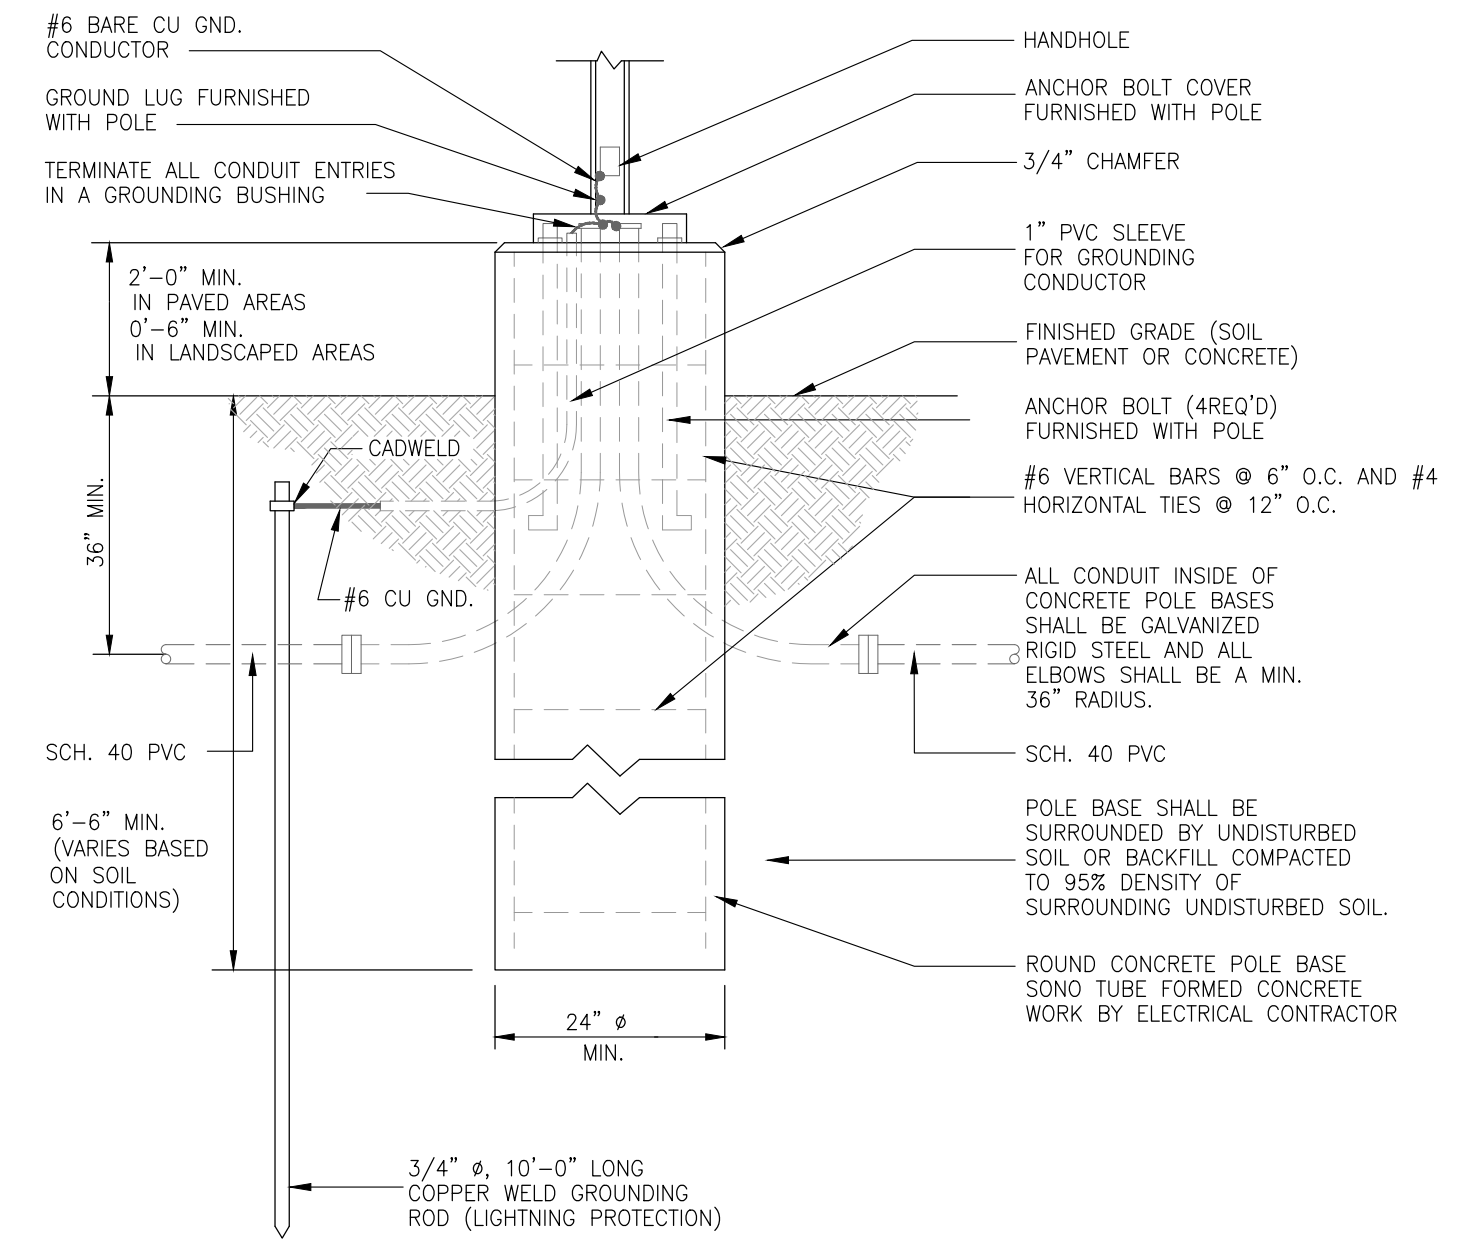 #6 BARE CU GND.
CONDUCTOR
GROUND LUG FURNISHED
WITH POLE
TERMINATE ALL CONDUIT ENTRIES
IN A GROUNDING BUSHING
2'-0" MIN.
IN PAVED AREAS
0'-6" MIN.
IN LANDSCAPED AREAS
36" MIN.
CADWELD
#6 CU GND.
SCH. 40 PVC
6'-6" MIN.
(VARIES BASED
ON SOIL
CONDITIONS)
24" ø
MIN.
3/4" ø, 10'-0" LONG
COPPER WELD GROUNDING
ROD (LIGHTNING PROTECTION)
HANDHOLE
ANCHOR BOLT COVER
FURNISHED WITH POLE
3/4" CHAMFER
1" PVC SLEEVE
FOR GROUNDING
CONDUCTOR
FINISHED GRADE (SOIL
PAVEMENT OR CONCRETE)
ANCHOR BOLT (4REQ'D)
FURNISHED WITH POLE
#6 VERTICAL BARS @ 6" O.C. AND #4
HORIZONTAL TIES @ 12" O.C.
ALL CONDUIT INSIDE OF
CONCRETE POLE BASES
SHALL BE GALVANIZED
RIGID STEEL AND ALL
ELBOWS SHALL BE A MIN.
36" RADIUS.
SCH. 40 PVC
POLE BASE SHALL BE
SURROUNDED BY UNDISTURBED
SOIL OR BACKFILL COMPACTED
TO 95% DENSITY OF
SURROUNDING UNDISTURBED SOIL.
ROUND CONCRETE POLE BASE
SONO TUBE FORMED CONCRETE
WORK BY ELECTRICAL CONTRACTOR